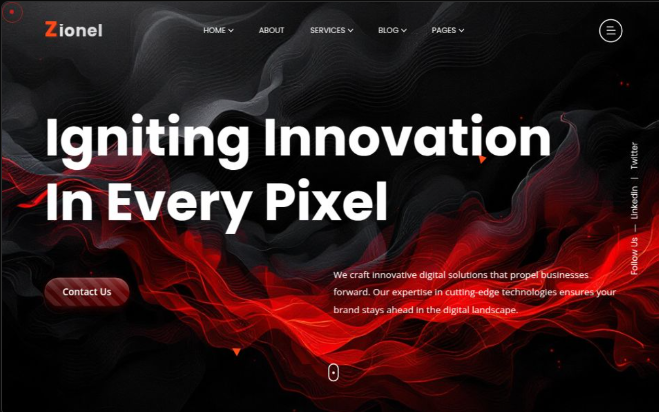 Zionel
HOME
ABOUT
SERVICES
BLOG
PAGES
Igniting Innovation
In Every Pixel
Contact Us
We craft innovative digital solutions that propel businesses
forward. Our expertise in cutting-edge technologies ensures your
brand stays ahead in the digital landscape.
Follow Us — LinkedIn | Twitter